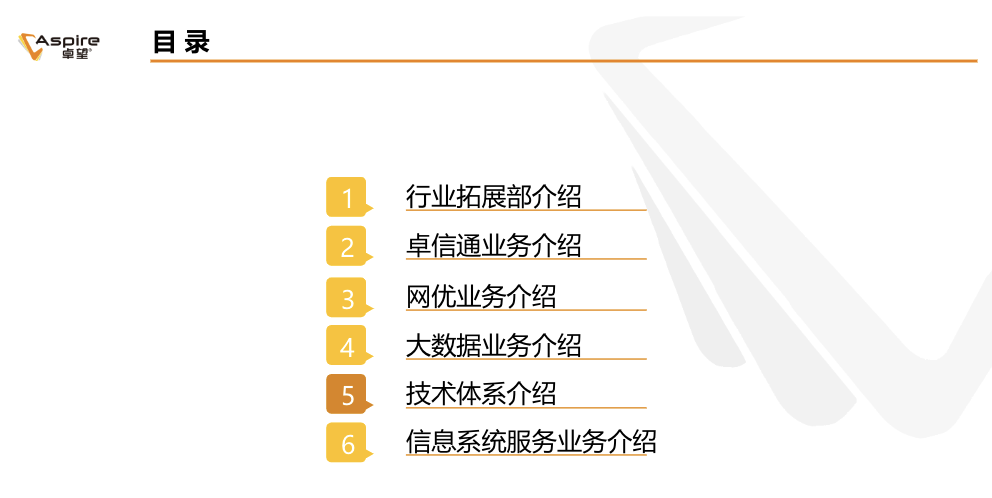 Aspire
卓望®
目录
1 行业拓展部介绍
2 卓信通业务介绍
3 网优业务介绍
4 大数据业务介绍
5 技术体系介绍
6 信息系统服务业务介绍